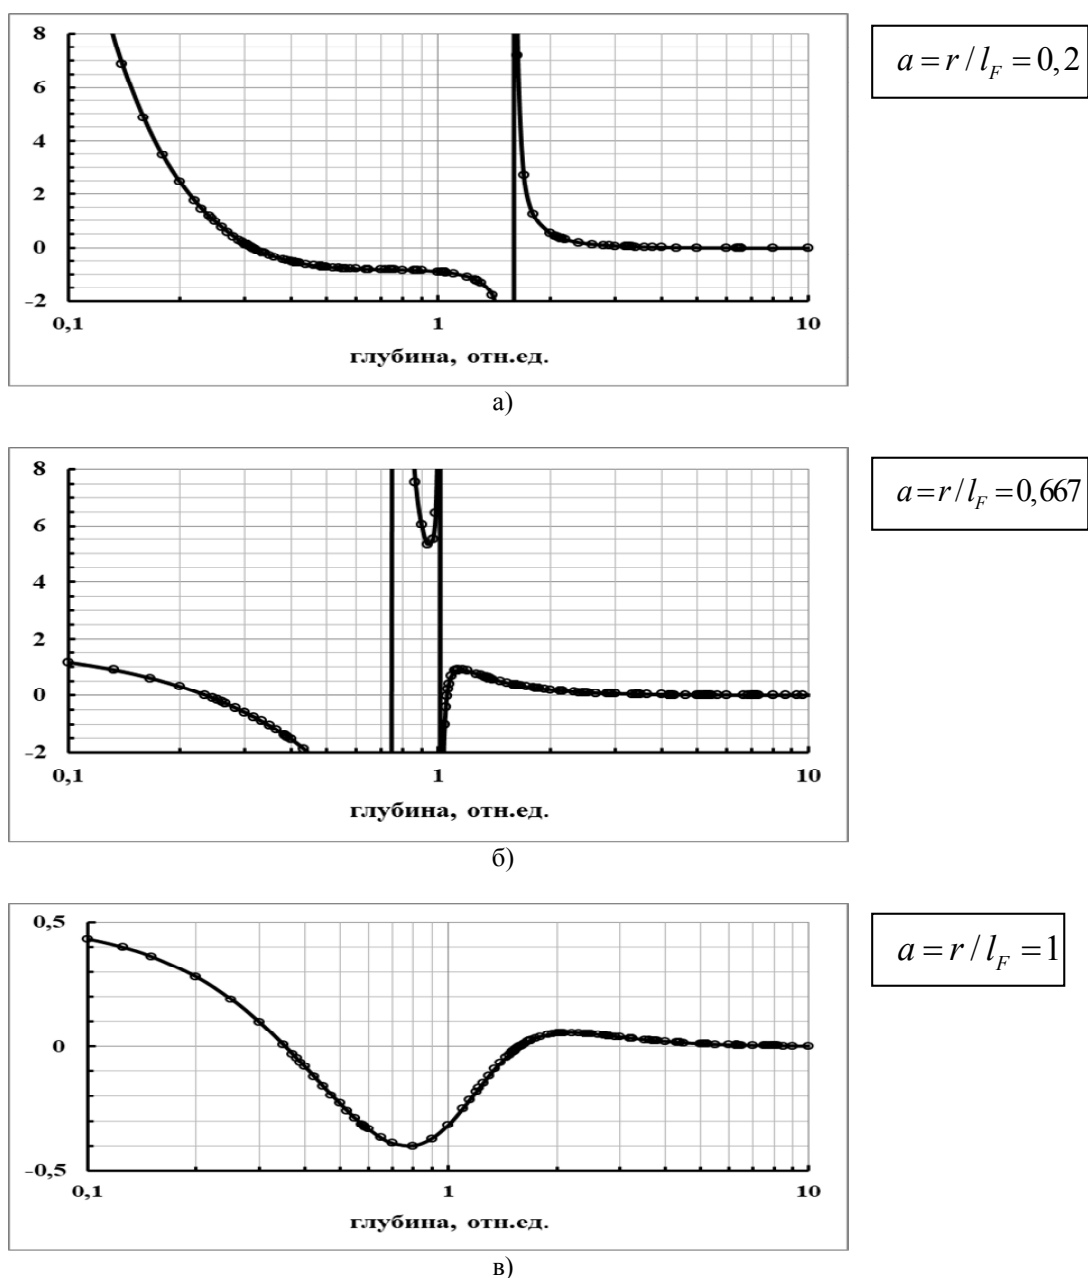 8
a = r / l_F = 0,2
6
4
2
0
−2
0,1 1 10
глубина, отн.ед.
а)
8
a = r / l_F = 0,667
6
4
2
0
−2
0,1 1 10
глубина, отн.ед.
б)
0,5
a = r / l_F = 1
0
−0,5
0,1 1 10
глубина, отн.ед.
в)